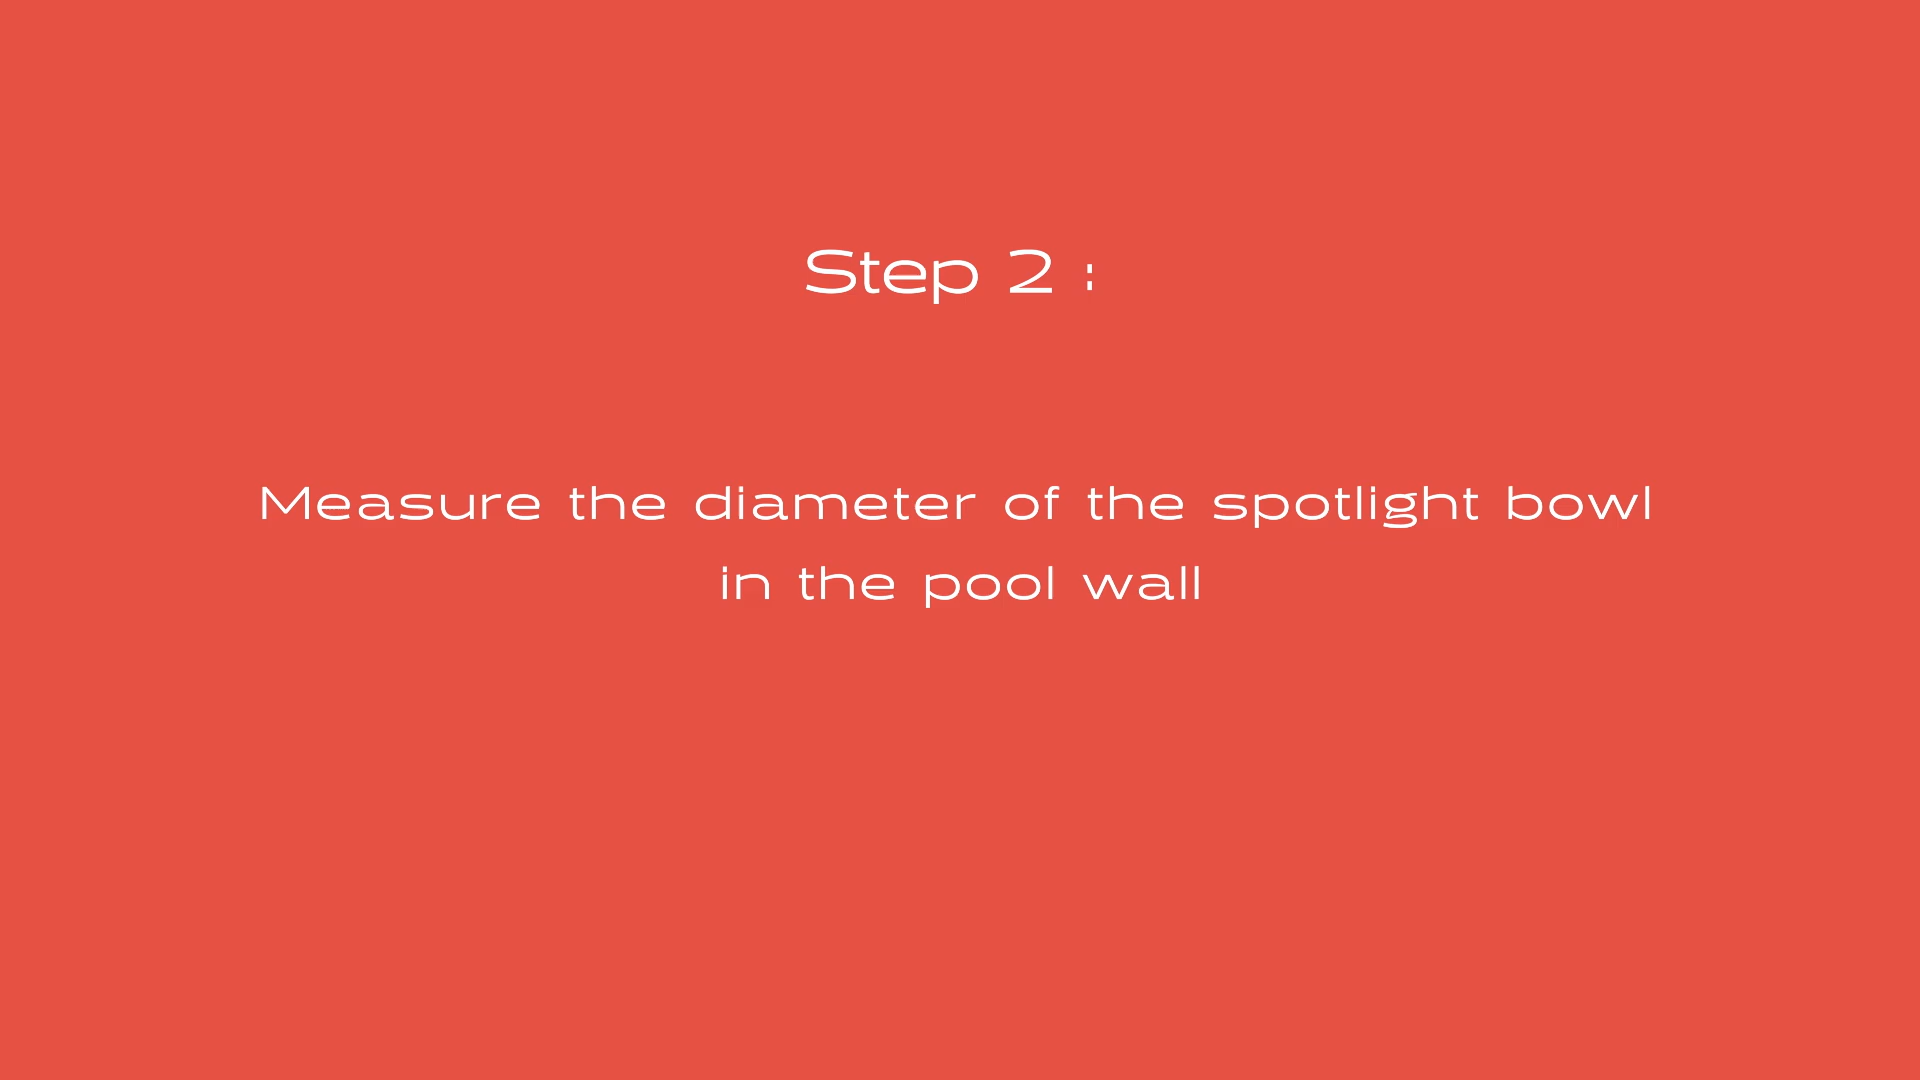 Step 2 :
Measure the diameter of the spotlight bowl
in the pool wall